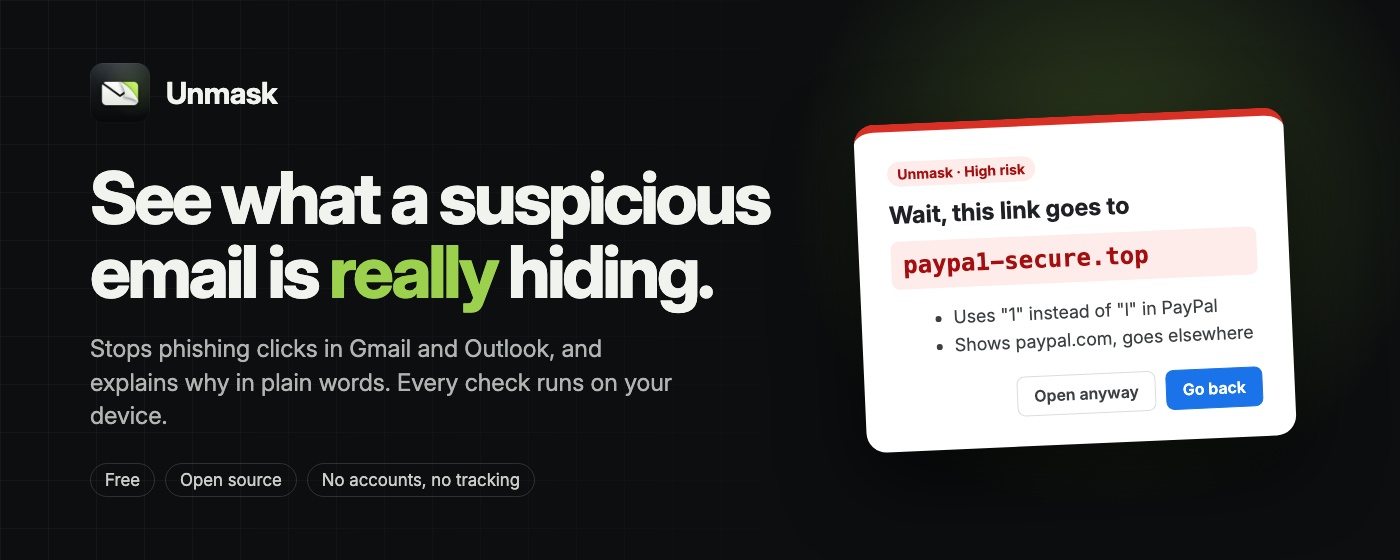 Unmask
See what a suspicious
email is really hiding.
Stops phishing clicks in Gmail and Outlook, and
explains why in plain words. Every check runs on your
device.
Free
Open source
No accounts, no tracking
Unmask · High risk
Wait, this link goes to
paypa1-secure.top
• Uses "1" instead of "l" in PayPal
• Shows paypal.com, goes elsewhere
Open anyway
Go back